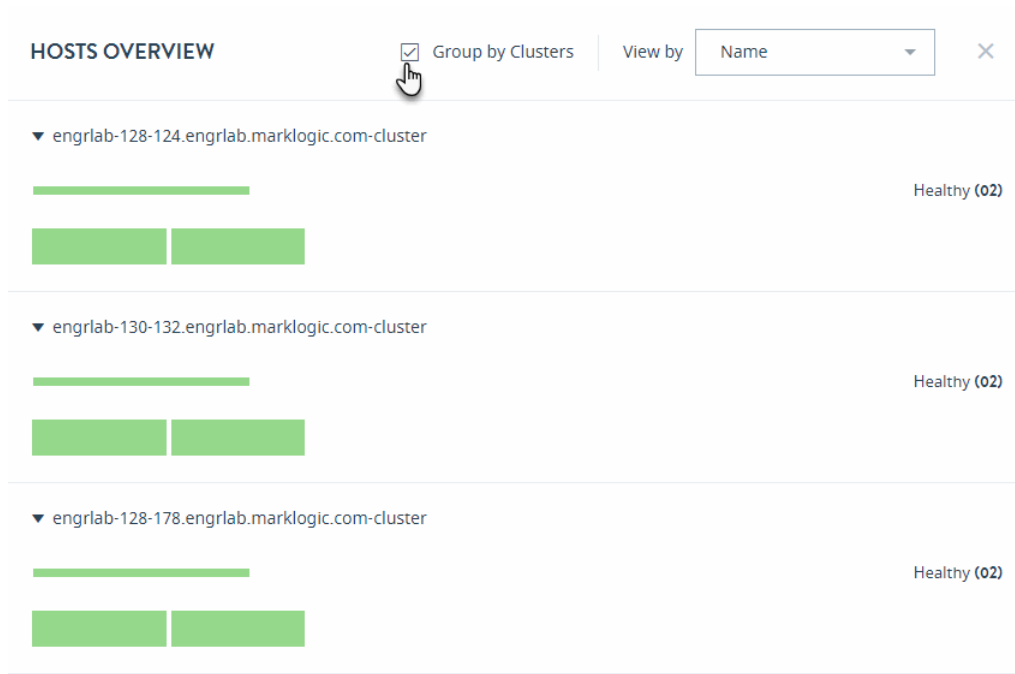 HOSTS OVERVIEW Group by Clusters View by Name
engrlab-128-124.engrlab.marklogic.com-cluster
Healthy (02)
engrlab-130-132.engrlab.marklogic.com-cluster
Healthy (02)
engrlab-128-178.engrlab.marklogic.com-cluster
Healthy (02)